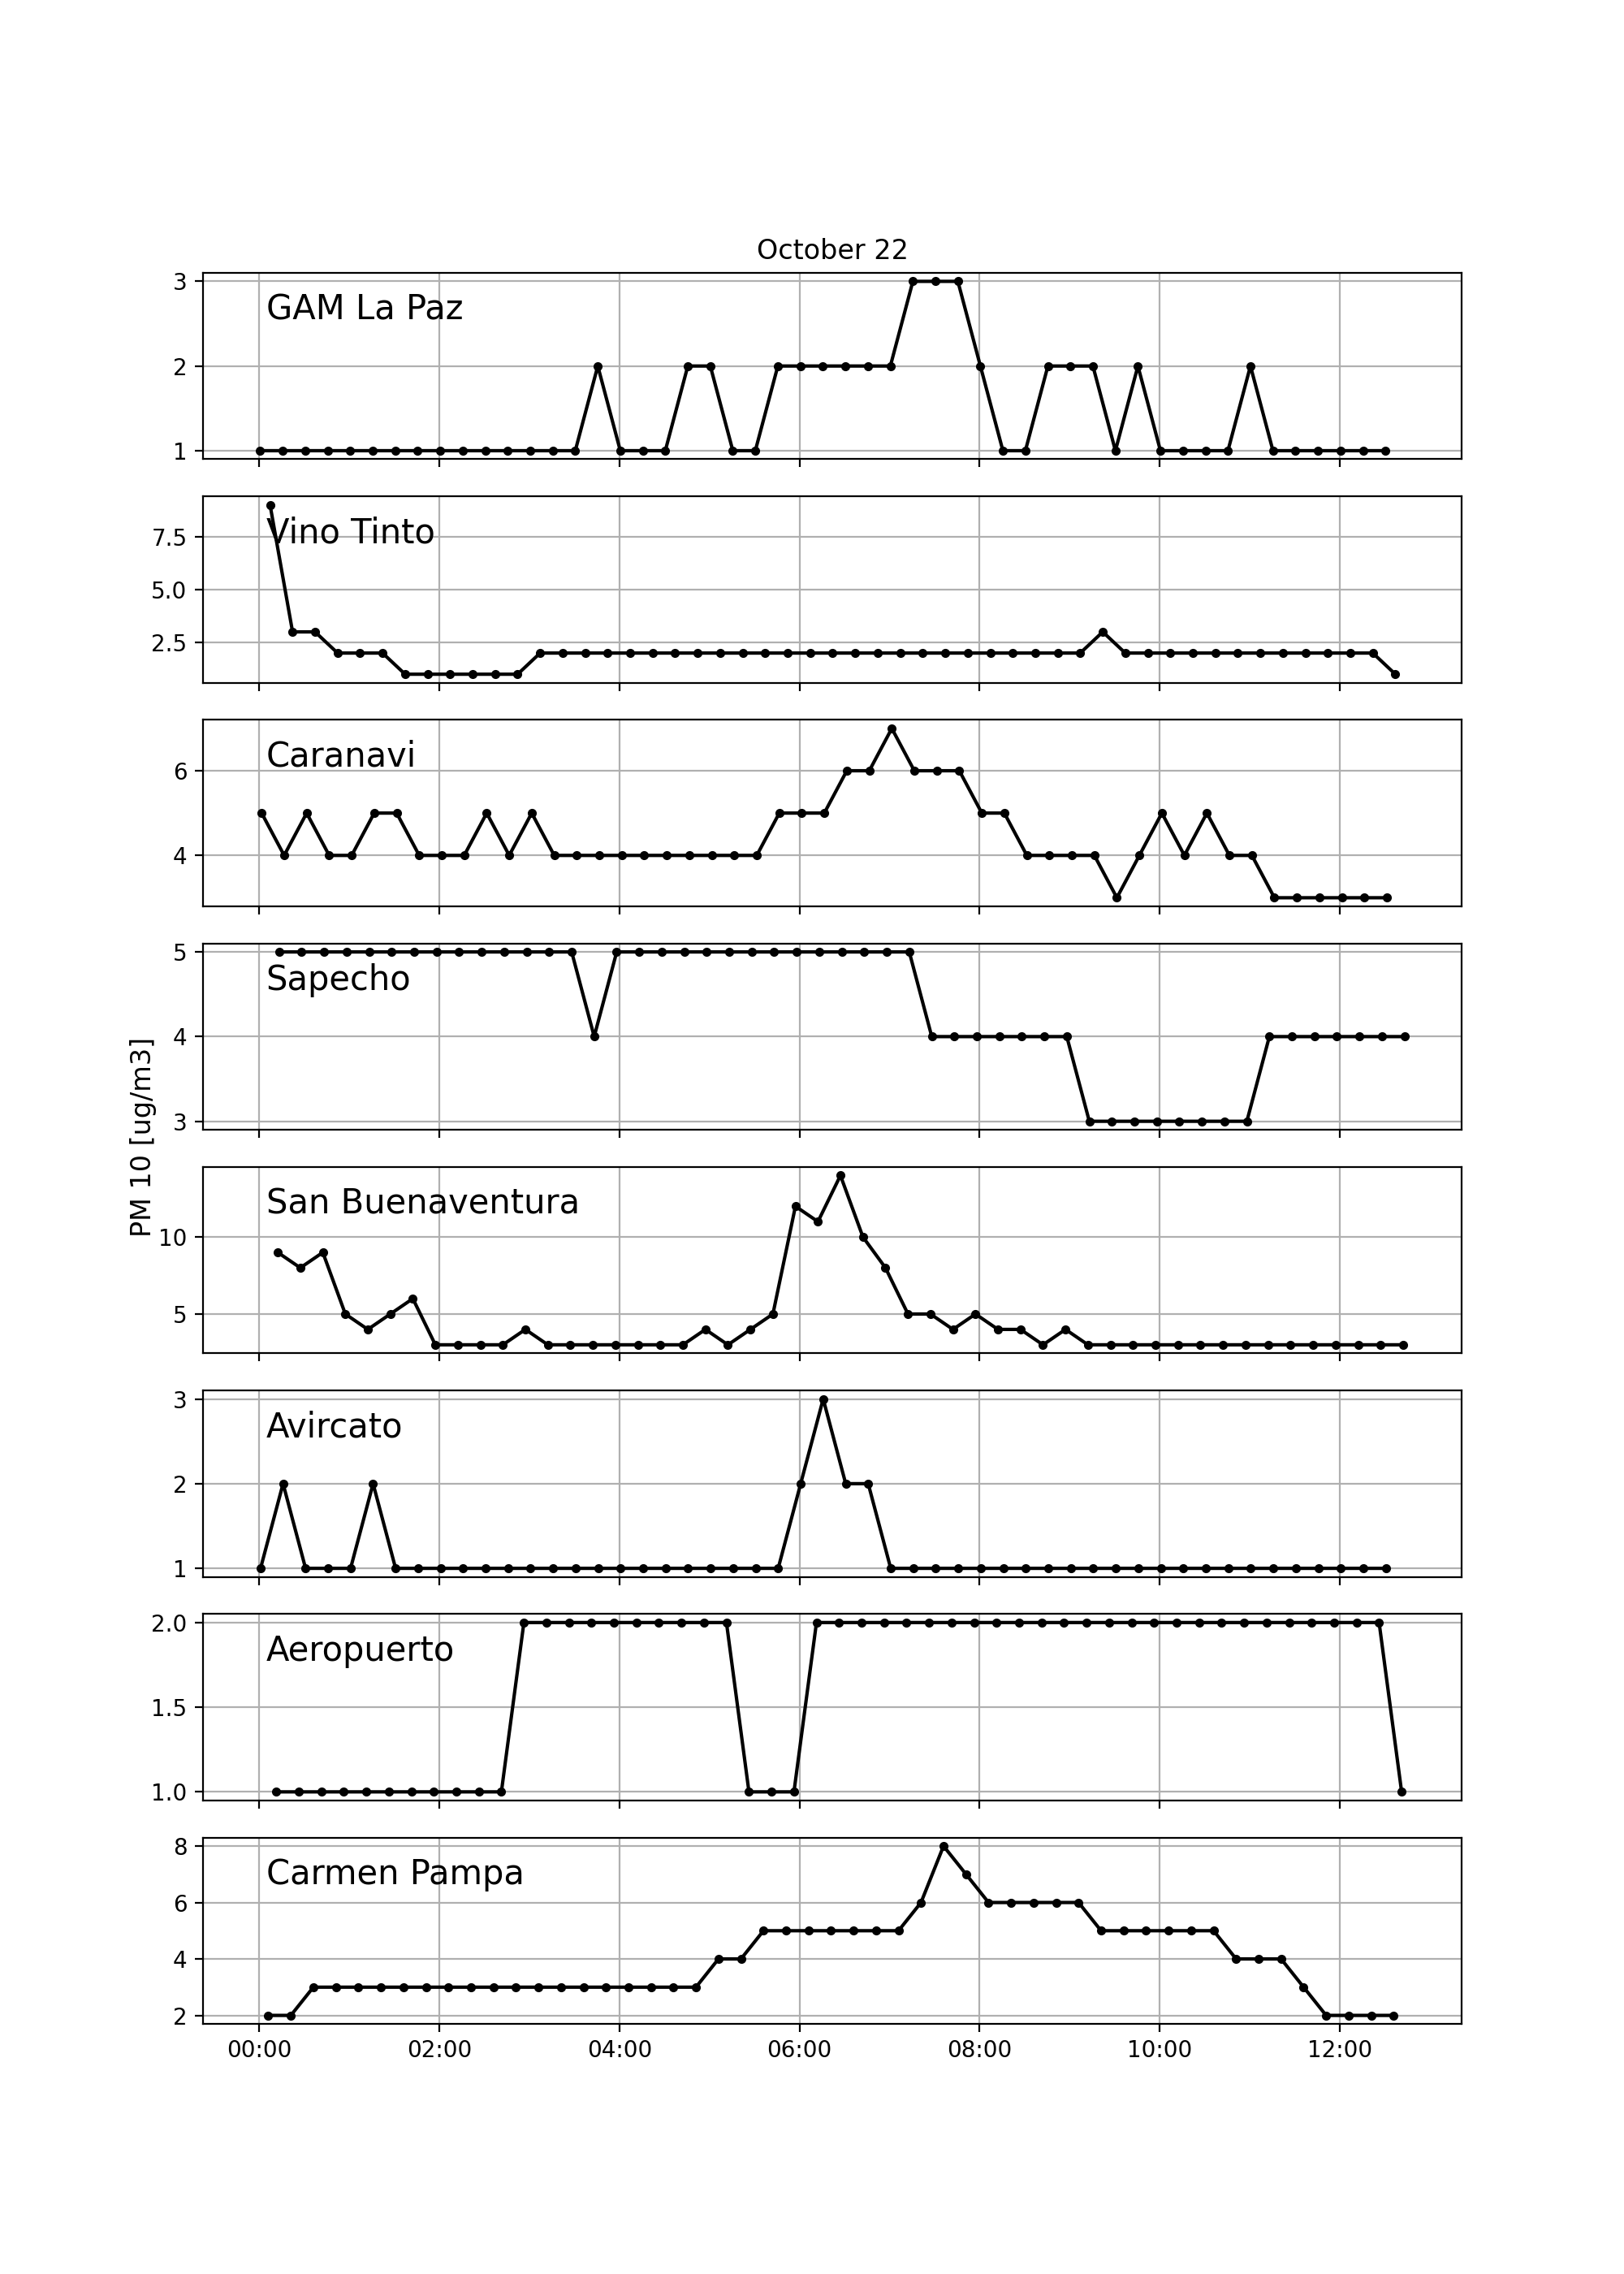 October 22
3
GAM La Paz
2
1
Vino Tinto
7.5
5.0
2.5
Caranavi
6
4
5
Sapecho
4
3
PM 10 [ug/m3]
San Buenaventura
10
5
3
Avircato
2
1
2.0
Aeropuerto
1.5
1.0
8
Carmen Pampa
6
4
2
00:00 02:00 04:00 06:00 08:00 10:00 12:00